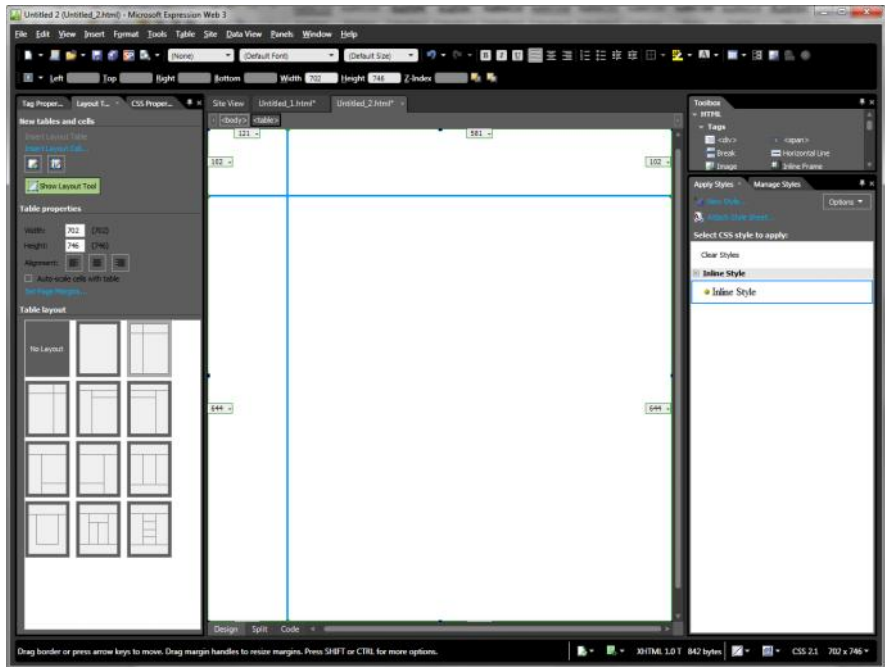 Untitled 2 (Untitled_2.html) - Microsoft Expression Web 3
File Edit View Insert Format Tools Table Site Data View Panels Window Help
(None) (Default Font) (Default Size)
Left Top Right Bottom Width 702 Height 746 Z-Index
Tag Proper... Layout T... CSS Proper...
New tables and cells
Insert Layout Table
Insert Layout Cell...
Show Layout Tool
Table properties
Width: 702 (702)
Height: 746 (746)
Alignment:
Auto-scale cells with table
Set Page Margins...
Table layout
No Layout
Site View Untitled_1.html* Untitled_2.html*
<body> <table>
121 581
102 102
644 644
Design Split Code
Toolbox
HTML
Tags
<div> <span>
Break Horizontal Line
Image Inline Frame
Apply Styles Manage Styles
New Style... Options
Attach Style Sheet...
Select CSS style to apply:
Clear Styles
Inline Style
Inline Style
Drag border or press arrow keys to move. Drag margin handles to resize margins. Press SHIFT or CTRL for more options. XHTML 1.0 T 842 bytes CSS 2.1 702 x 746